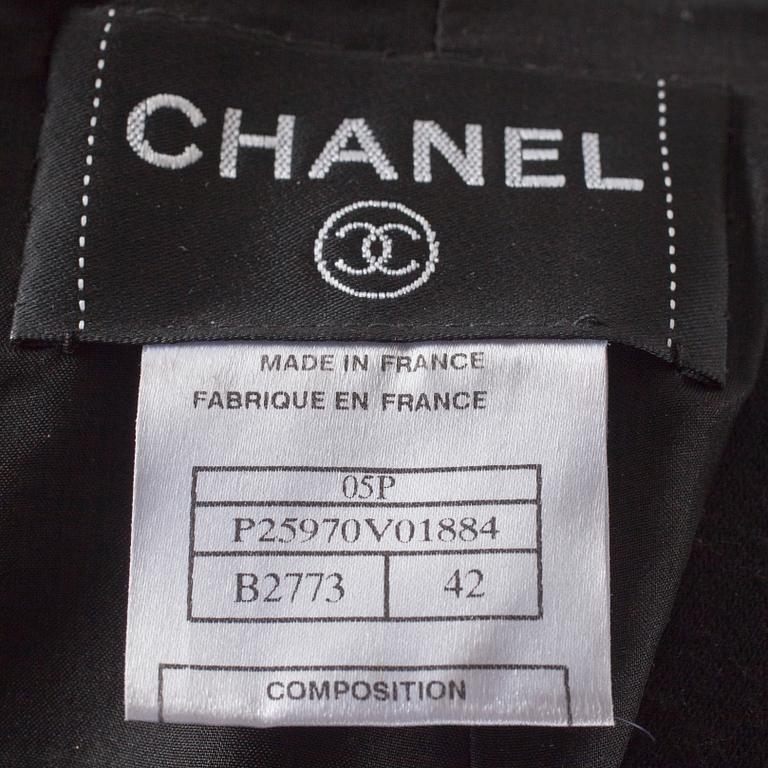 CHANEL
MADE IN FRANCE
FABRIQUE EN FRANCE
05P
P25970V01884
B2773 42
COMPOSITION